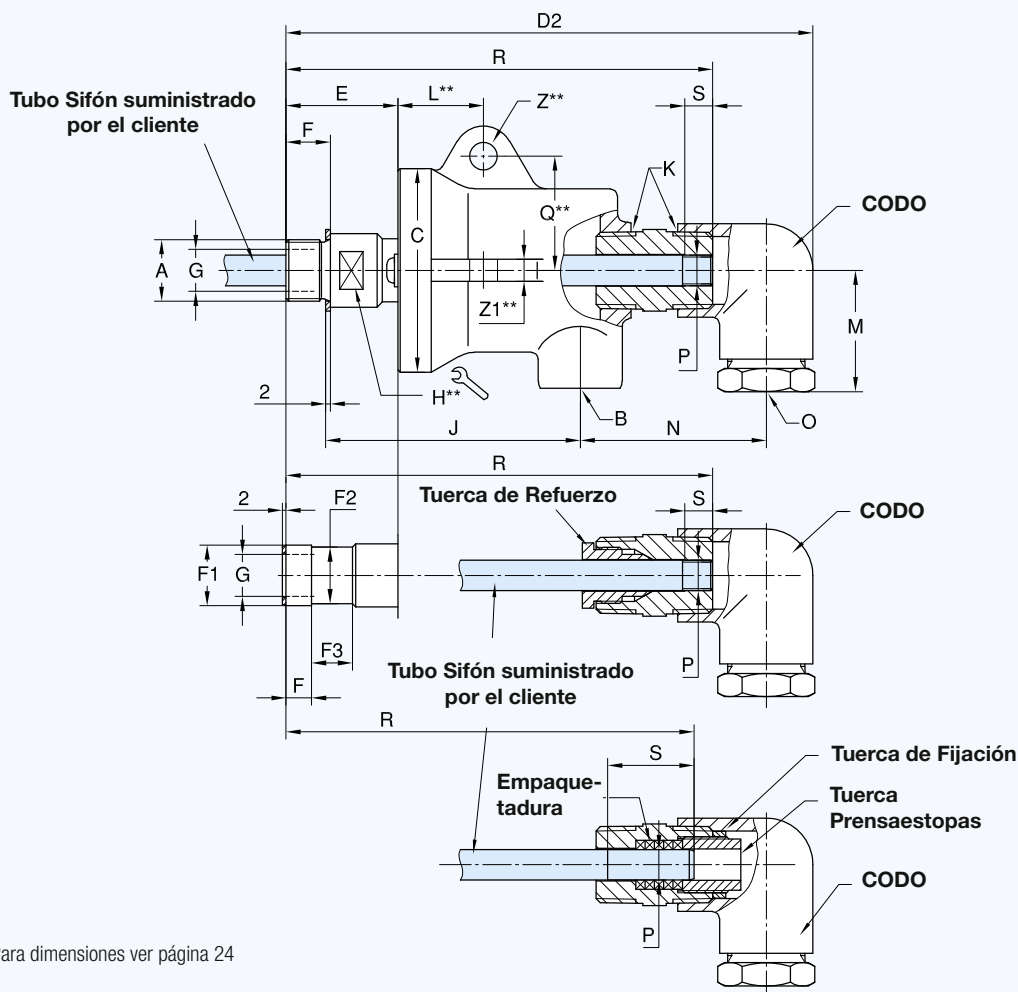 D2
R
Tubo Sifón suministrado
por el cliente
E
L**
Z**
S
F
K
CODO
Q**
A
G
C
Z1**
M
P
2
H**
J
B
N
O
R
Tuerca de Refuerzo
S
CODO
2
F2
F1
G
F3
P
F
Tubo Sifón suministrado
por el cliente
R
S
Tuerca de Fijación
Empaque-
tadura
Tuerca
Prensaestopas
CODO
P
ara dimensiones ver página 24